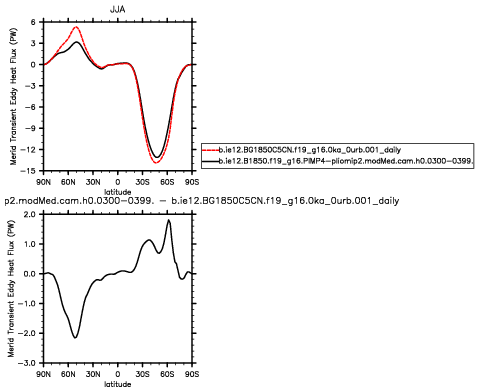 JJA
Merid Transient Eddy Heat Flux (PW)
6
3
0
−3
−6
−9
−12
−15
90N 60N 30N 0 30S 60S 90S
latitude
b.ie12.BG1850C5CN.f19_g16.0ka_0urb.001_daily
b.ie12.B1850.f19_g16.PIMP4-pliomip2.modMed.cam.h0.0300-0399.
p2.modMed.cam.h0.0300-0399. − b.ie12.BG1850C5CN.f19_g16.0ka_0urb.001_daily
Merid Transient Eddy Heat Flux (PW)
2.0
1.0
0.0
−1.0
−2.0
−3.0
90N 60N 30N 0 30S 60S 90S
latitude